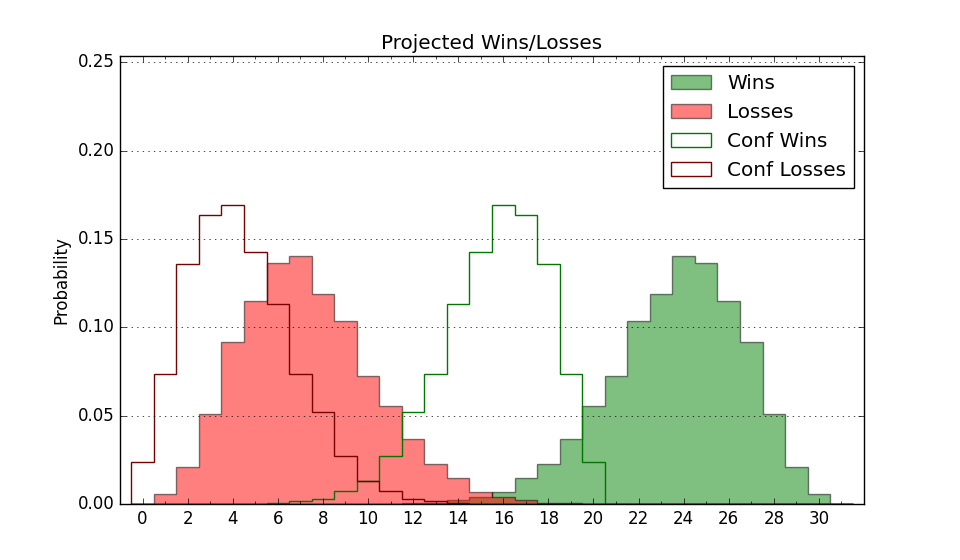 Projected Wins/Losses
0.25
0.20
0.15
0.10
0.05
0.00
Probability
Wins
Losses
Conf Wins
Conf Losses
0 2 4 6 8 10 12 14 16 18 20 22 24 26 28 30